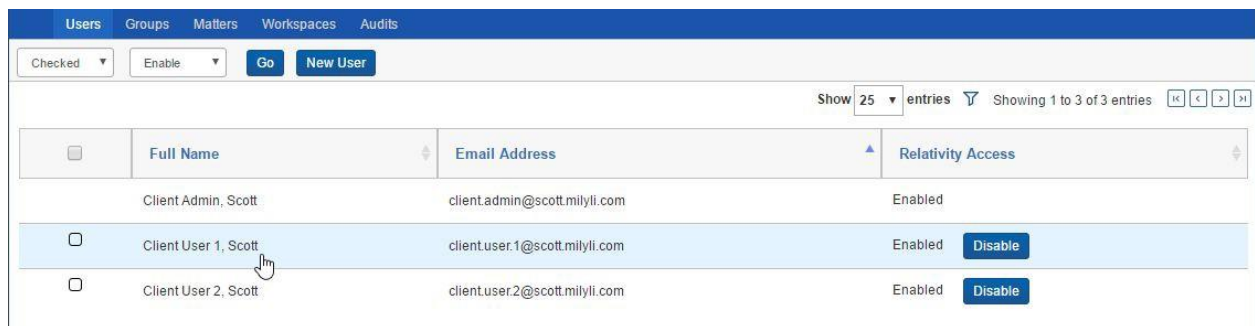 Users Groups Matters Workspaces Audits
Checked Enable Go New User
Show 25 entries Showing 1 to 3 of 3 entries
Full Name Email Address Relativity Access
Client Admin, Scott client.admin@scott.milyli.com Enabled
Client User 1, Scott client.user.1@scott.milyli.com Enabled Disable
Client User 2, Scott client.user.2@scott.milyli.com Enabled Disable